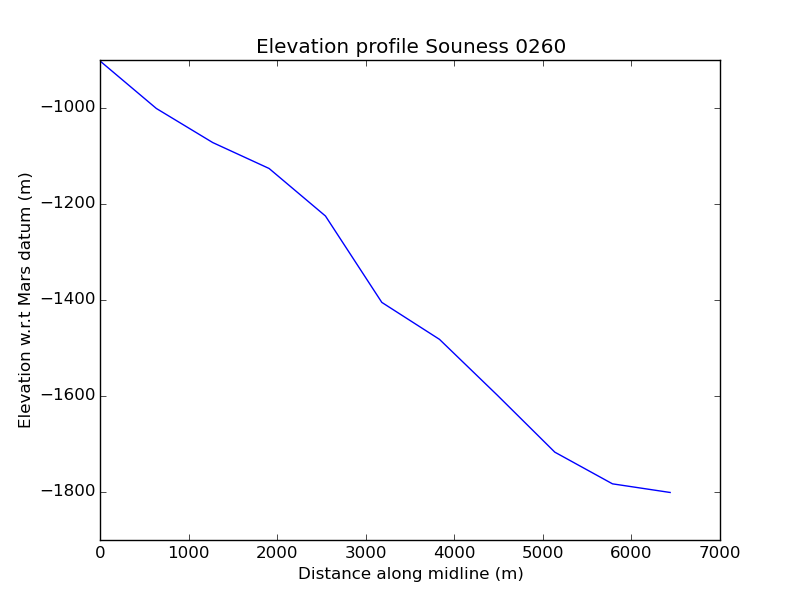 Elevation profile Souness 0260
Elevation w.r.t Mars datum (m)
−1000
−1200
−1400
−1600
−1800
0 1000 2000 3000 4000 5000 6000 7000
Distance along midline (m)